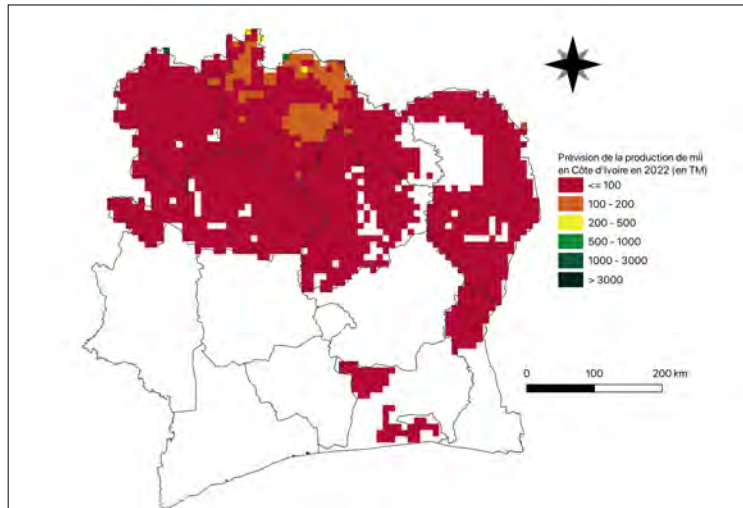 Prévision de la production de mil
en Côte d'Ivoire en 2022 (en TM)
<= 100
100 - 200
200 - 500
500 - 1000
1000 - 3000
> 3000
0 100 200 km